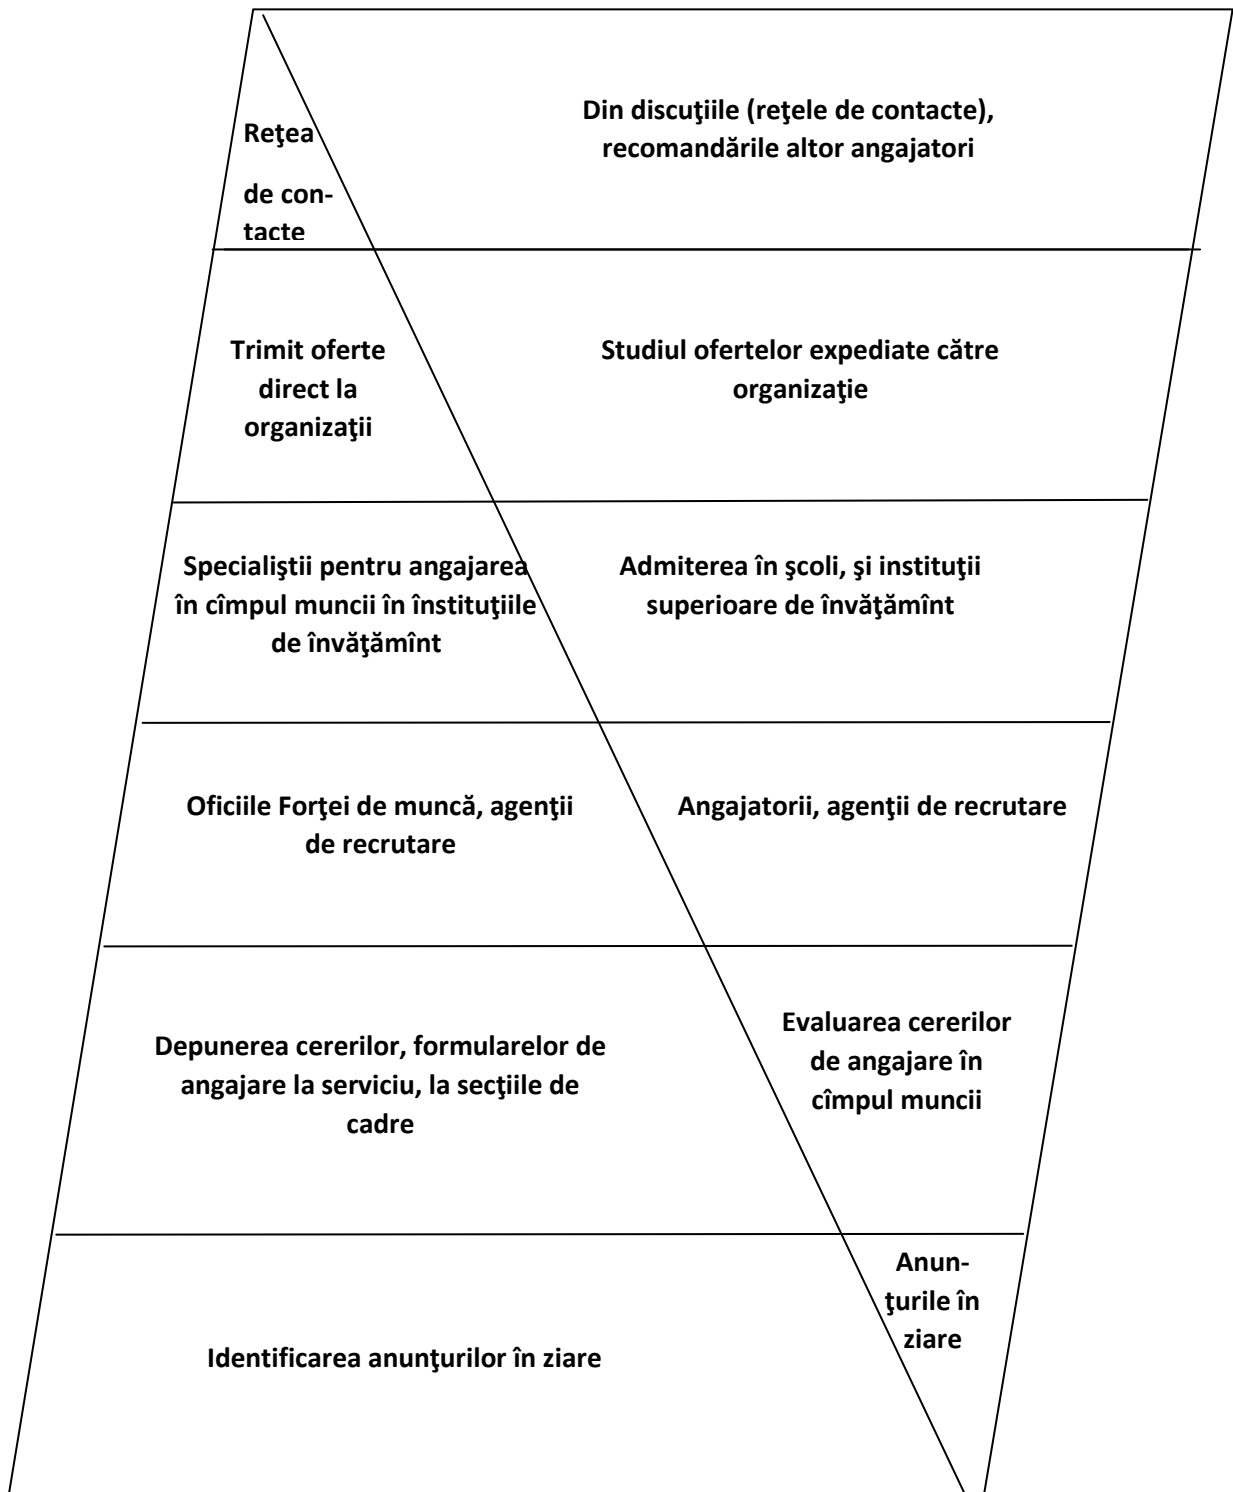 Reţea
de con-
tacte
Din discuţiile (reţele de contacte),
recomandările altor angajatori
Trimit oferte
direct la
organizaţii
Studiul ofertelor expediate către
organizaţie
Specialiştii pentru angajarea
în cîmpul muncii în înstituţiile
de învăţămînt
Admiterea în şcoli, şi instituţii
superioare de învăţămînt
Oficiile Forţei de muncă, agenţii
de recrutare
Angajatorii, agenţii de recrutare
Depunerea cererilor, formularelor de
angajare la serviciu, la secţiile de
cadre
Evaluarea cererilor
de angajare în
cîmpul muncii
Identificarea anunţurilor în ziare
Anun-
ţurile în
ziare